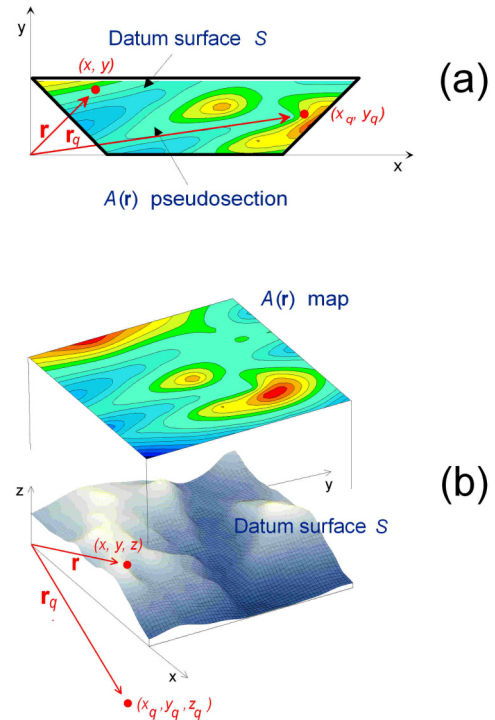 y
Datum surface S
(x, y)
(a)
r
r_q
(x_q, y_q)
x
A(r) pseudosection
A(r) map
z
y
(b)
Datum surface S
(x, y, z)
r
r_q
x
(x_q, y_q, z_q)